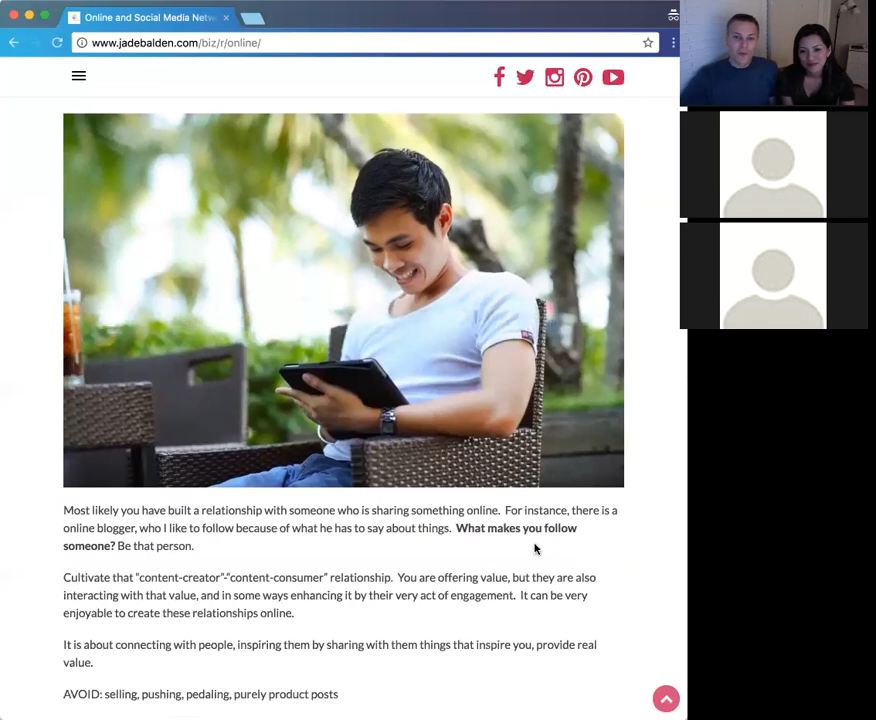 Online and Social Media Netw
www.jadebalden.com/biz/r/online/
Most likely you have built a relationship with someone who is sharing something online. For instance, there is a
online blogger, who I like to follow because of what he has to say about things. What makes you follow
someone? Be that person.
Cultivate that "content-creator"-"content-consumer" relationship. You are offering value, but they are also
interacting with that value, and in some ways enhancing it by their very act of engagement. It can be very
enjoyable to create these relationships online.
It is about connecting with people, inspiring them by sharing with them things that inspire you, provide real
value.
AVOID: selling, pushing, pedaling, purely product posts